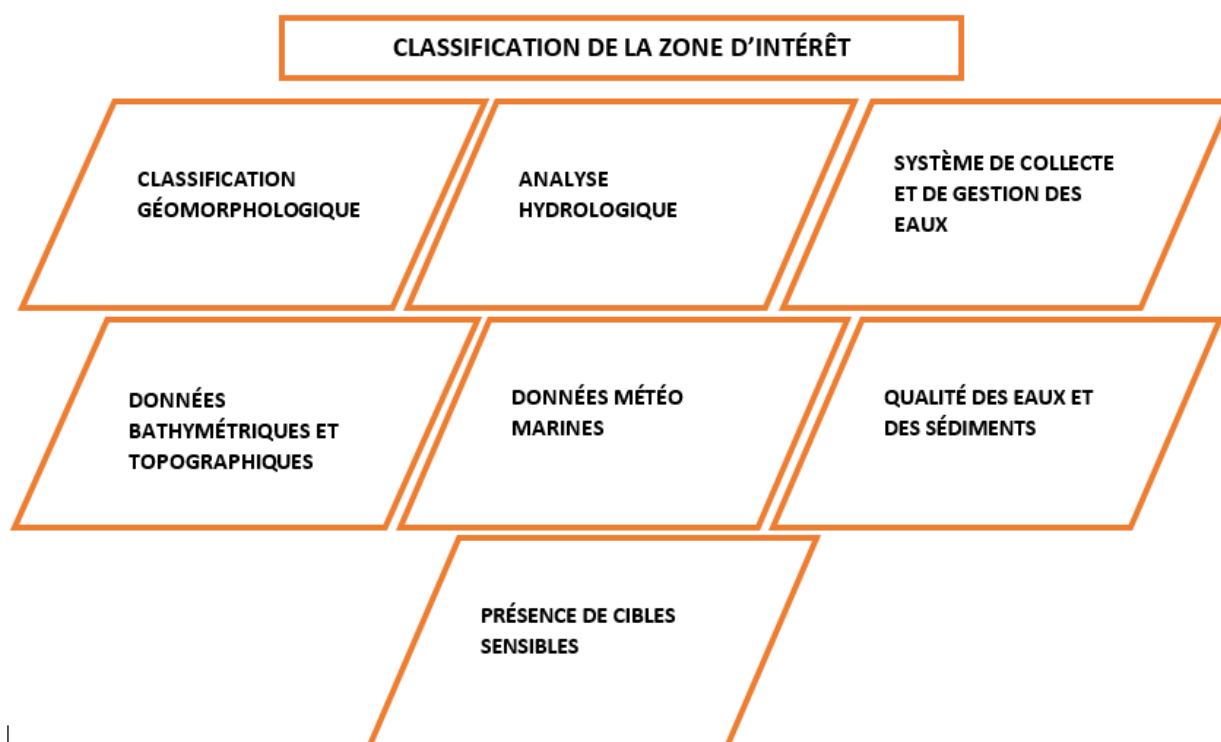 CLASSIFICATION DE LA ZONE D’INTÉRÊT
CLASSIFICATION
GÉOMORPHOLOGIQUE
ANALYSE
HYDROLOGIQUE
SYSTÈME DE COLLECTE
ET DE GESTION DES
EAUX
DONNÉES
BATHYMÉTRIQUES ET
TOPOGRAPHIQUES
DONNÉES MÉTÉO
MARINES
QUALITÉ DES EAUX ET
DES SÉDIMENTS
PRÉSENCE DE CIBLES
SENSIBLES